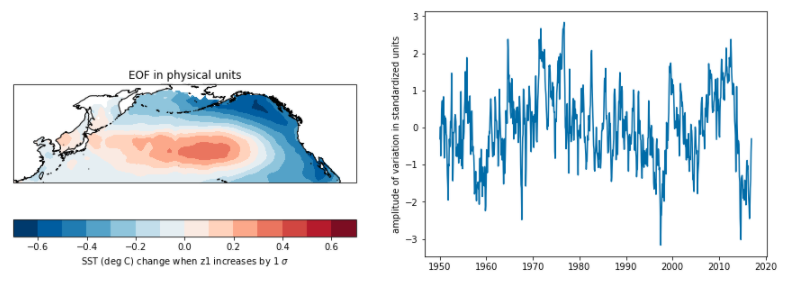 EOF in physical units
−0.6 −0.4 −0.2 0.0 0.2 0.4 0.6
SST (deg C) change when z1 increases by 1 σ
amplitude of variation in standardized units
3
2
1
0
−1
−2
−3
1950 1960 1970 1980 1990 2000 2010 2020